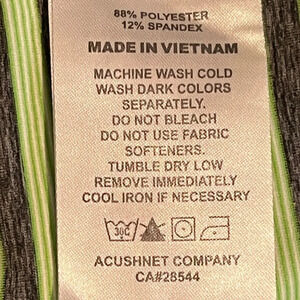 88% POLYESTER
12% SPANDEX
MADE IN VIETNAM
MACHINE WASH COLD
WASH DARK COLORS
SEPARATELY.
DO NOT BLEACH
DO NOT USE FABRIC
SOFTENERS.
TUMBLE DRY LOW
REMOVE IMMEDIATELY
COOL IRON IF NECESSARY
30C
ACUSHNET COMPANY
CA#28544